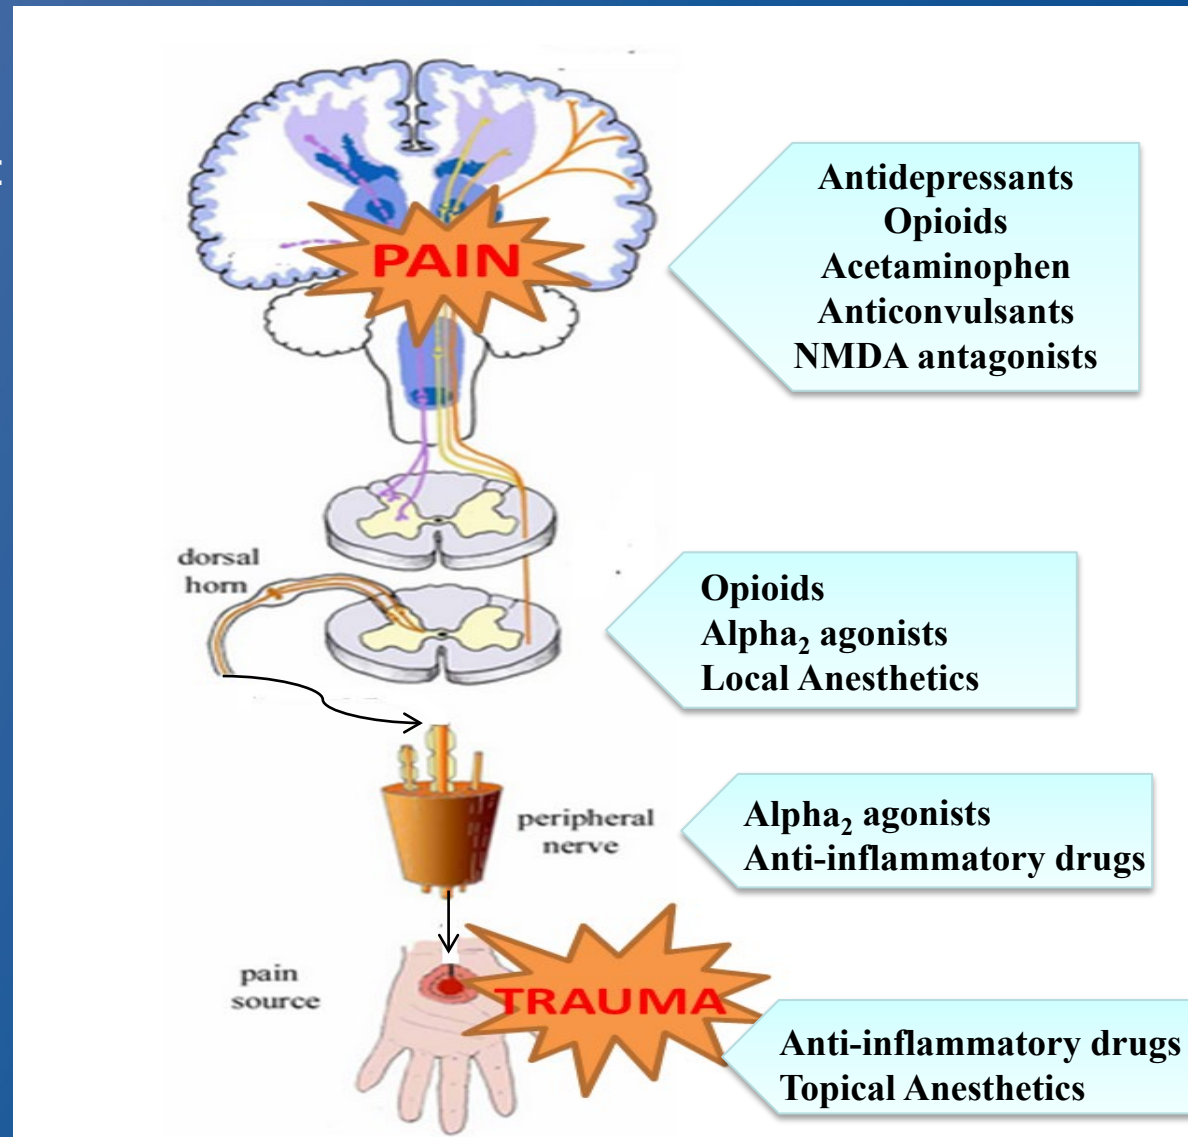 PAIN
Antidepressants
Opioids
Acetaminophen
Anticonvulsants
NMDA antagonists
dorsal
horn
Opioids
Alpha₂ agonists
Local Anesthetics
peripheral
nerve
Alpha₂ agonists
Anti-inflammatory drugs
pain
source
TRAUMA
Anti-inflammatory drugs
Topical Anesthetics